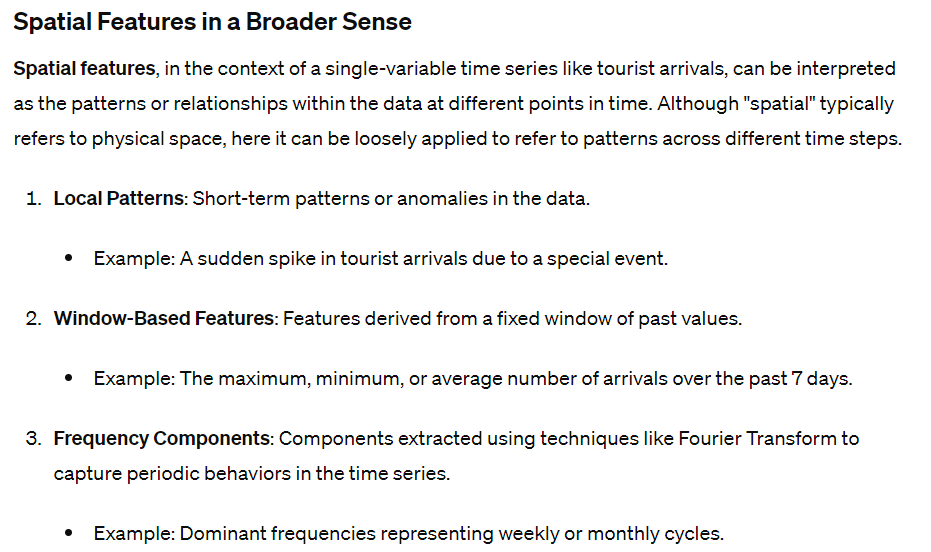 Spatial Features in a Broader Sense
Spatial features, in the context of a single-variable time series like tourist arrivals, can be interpreted
as the patterns or relationships within the data at different points in time. Although "spatial" typically
refers to physical space, here it can be loosely applied to refer to patterns across different time steps.
1. Local Patterns: Short-term patterns or anomalies in the data.
• Example: A sudden spike in tourist arrivals due to a special event.
2. Window-Based Features: Features derived from a fixed window of past values.
• Example: The maximum, minimum, or average number of arrivals over the past 7 days.
3. Frequency Components: Components extracted using techniques like Fourier Transform to
capture periodic behaviors in the time series.
• Example: Dominant frequencies representing weekly or monthly cycles.